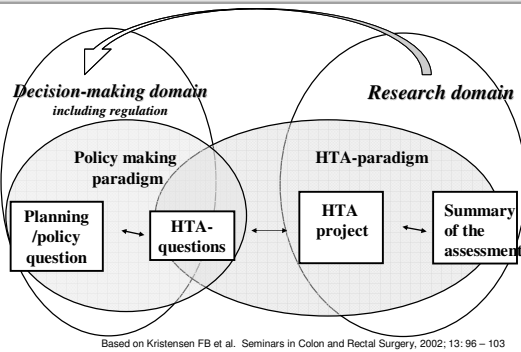 Decision-making domain
including regulation
Research domain
Policy making
paradigm
HTA-paradigm
Planning
/policy
question
HTA-
questions
HTA
project
Summary
of the
assessment
Based on Kristensen FB et al. Seminars in Colon and Rectal Surgery, 2002; 13: 96 – 103